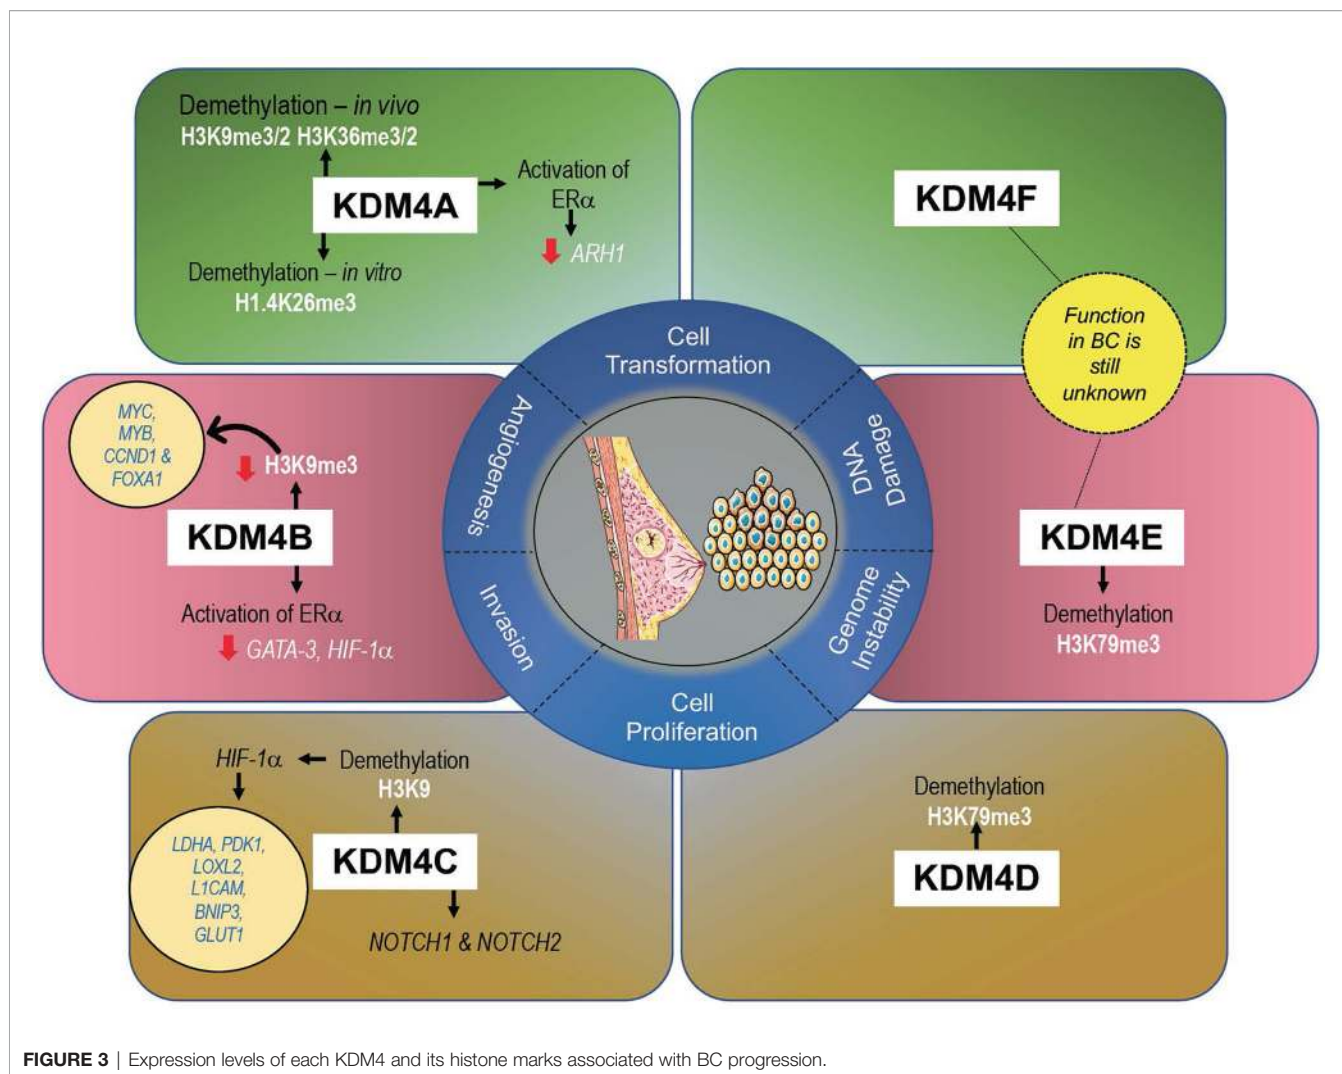 Demethylation – in vivo
H3K9me3/2 H3K36me3/2
KDM4A
Activation of
ERα
ARH1
Demethylation – in vitro
H1.4K26me3
KDM4F
Function
in BC is
still
unknown
MYC,
MYB,
CCND1 &
FOXA1
H3K9me3
KDM4B
Activation of ERα
GATA-3, HIF-1α
Cell
Transformation
Angiogenesis
DNA
Damage
Invasion
Genome
Instability
Cell
Proliferation
KDM4E
Demethylation
H3K79me3
HIF-1α
Demethylation
H3K9
LDHA, PDK1,
LOXL2,
L1CAM,
BNIP3,
GLUT1
KDM4C
NOTCH1 & NOTCH2
Demethylation
H3K79me3
KDM4D
FIGURE 3 | Expression levels of each KDM4 and its histone marks associated with BC progression.